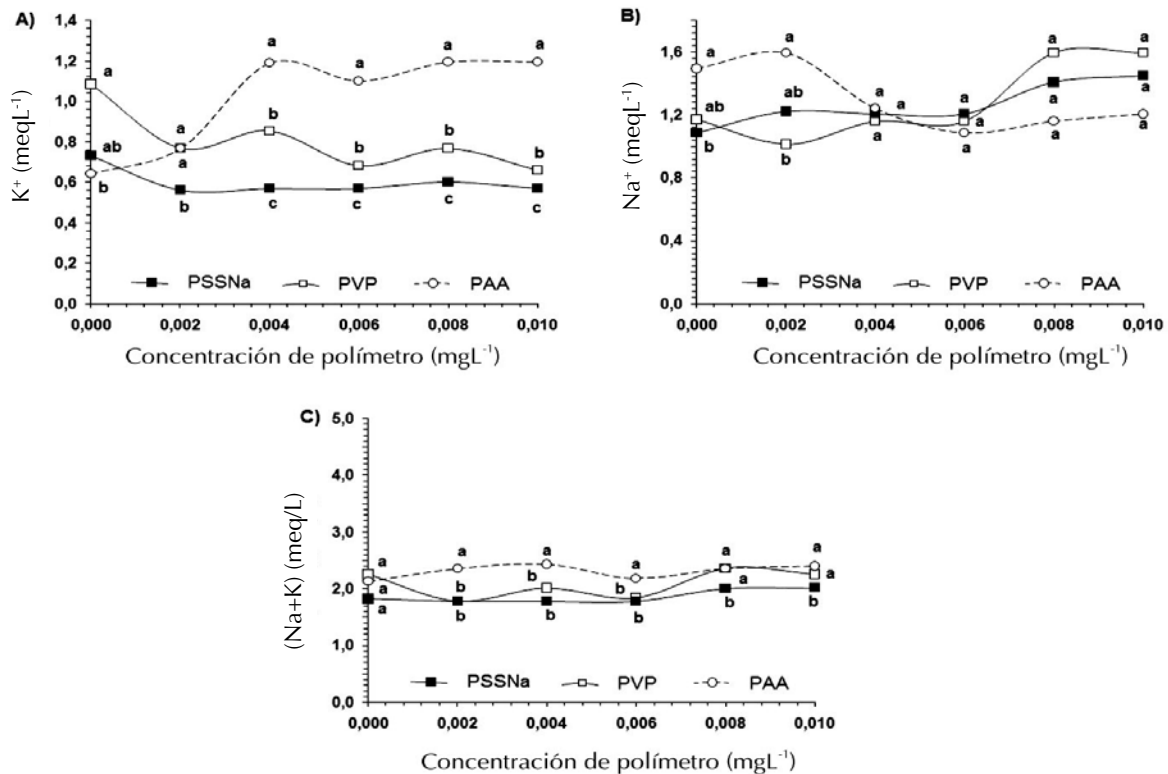 A)
K⁺ (meqL⁻¹)
1,4
1,2
1,0
0,8
0,6
0,4
0,2
0,0
a a a a a
a b b b b
ab a
b b c c c c
PSSNa PVP PAA
0,000 0,002 0,004 0,006 0,008 0,010
Concentración de polímetro (mgL⁻¹)
B)
Na⁺ (meqL⁻¹)
1,6
1,2
0,8
0,4
0,0
a a a a a a
ab ab a a a a
b b a a a a
PSSNa PVP PAA
0,000 0,002 0,004 0,006 0,008 0,010
Concentración de polímetro (mgL⁻¹)
C)
(Na+K) (meq/L)
5,0
4,0
3,0
2,0
1,0
0,0
a a a a a a
a b b b a a
a b b b b b
PSSNa PVP PAA
0,000 0,002 0,004 0,006 0,008 0,010
Concentración de polímetro (mgL⁻¹)